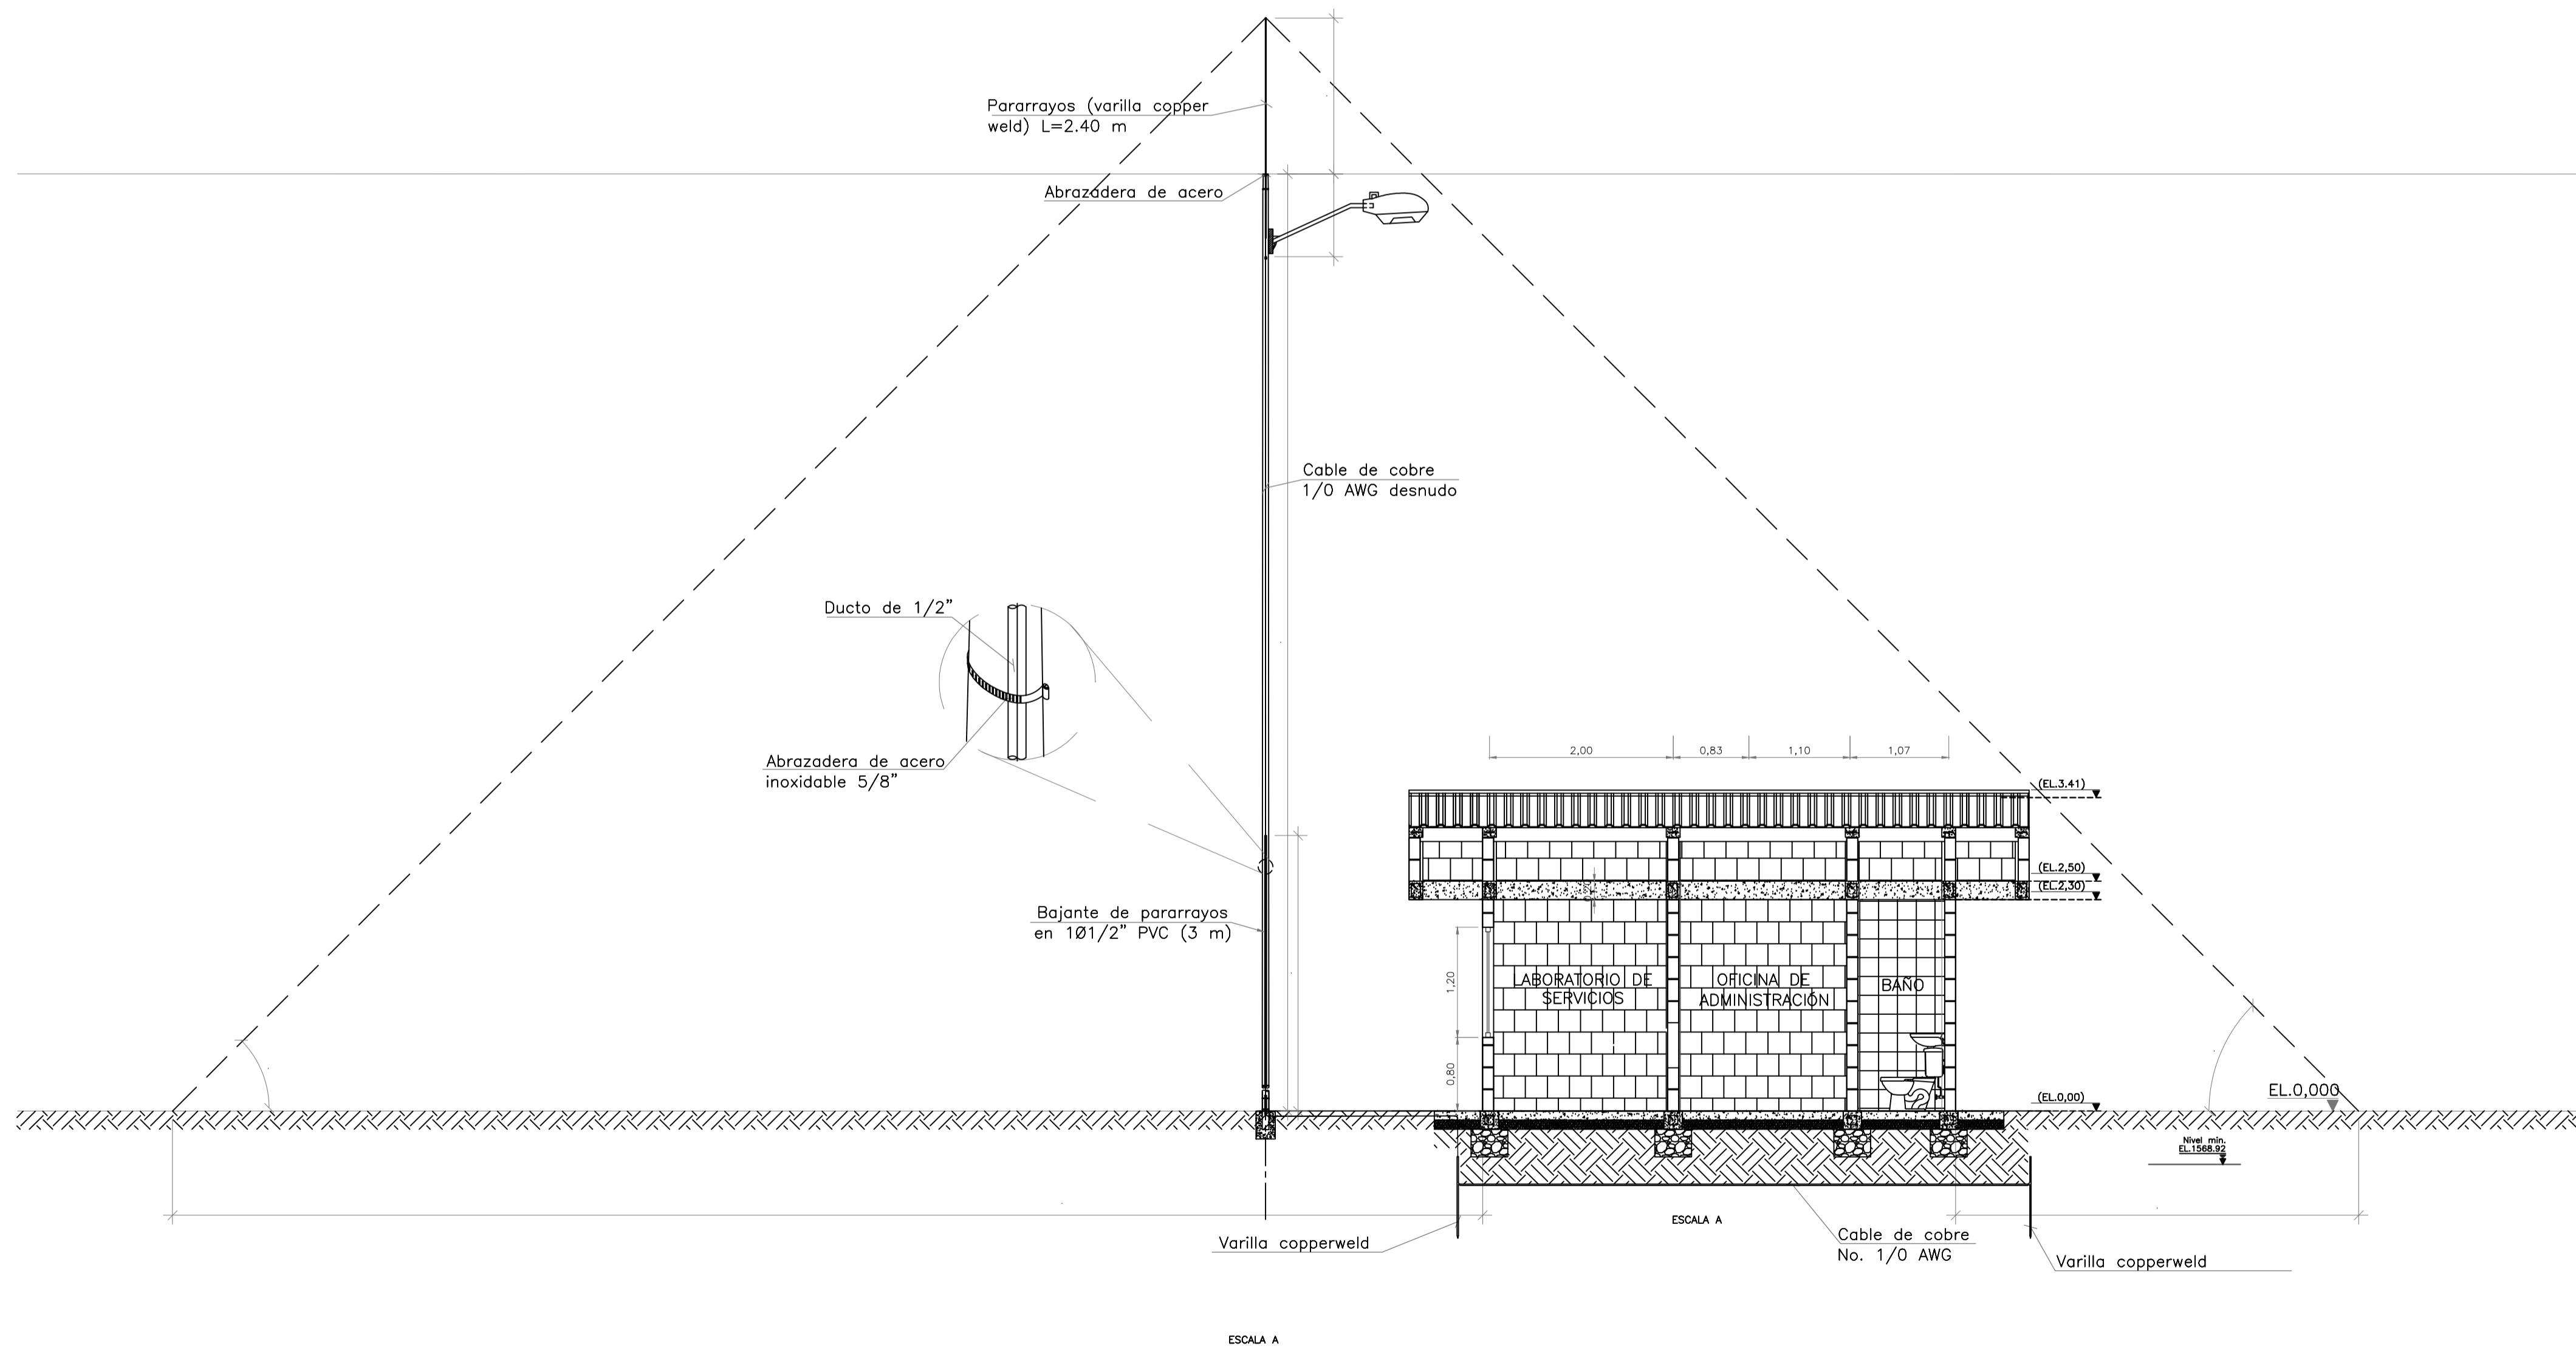 Pararrayos (varilla copper
weld) L=2.40 m
Abrazadera de acero
Cable de cobre
1/0 AWG desnudo
Ducto de 1/2”
Abrazadera de acero
inoxidable 5/8”
2,00
0,83
1,10
1,07
(EL.3.41)
(EL.2,50)
(EL.2,30)
Bajante de pararrayos
en 1Ø1/2” PVC (3 m)
1,20
0,80
LABORATORIO DE
SERVICIOS
OFICINA DE
ADMINISTRACIÓN
BAÑO
(EL.0,00)
EL.0,000
Nivel min.
EL.1568.92
ESCALA A
Varilla copperweld
Cable de cobre
No. 1/0 AWG
Varilla copperweld
ESCALA A